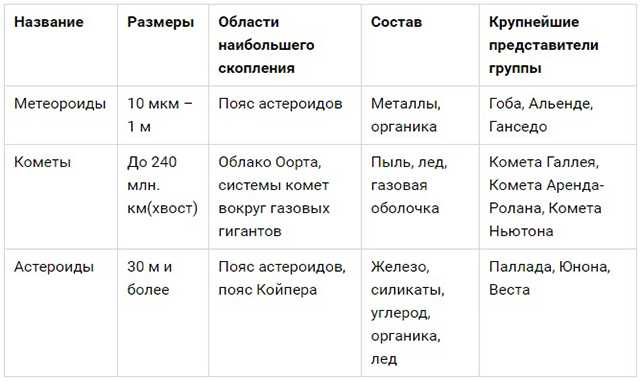 Название
Размеры
Области
наибольшего
скопления
Состав
Крупнейшие
представители
группы
Метеороиды
10 мкм –
1 м
Пояс астероидов
Металлы,
органика
Гоба, Альенде,
Ганседо
Кометы
До 240
млн.
км(хвост)
Облако Оорта,
системы комет
вокруг газовых
гигантов
Пыль, лед,
газовая
оболочка
Комета Галлея,
Комета Аренда-
Ролана, Комета
Ньютона
Астероиды
30 м и
более
Пояс астероидов,
пояс Койпера
Железо,
силикаты,
углерод,
органика,
лед
Паллада, Юнона,
Веста